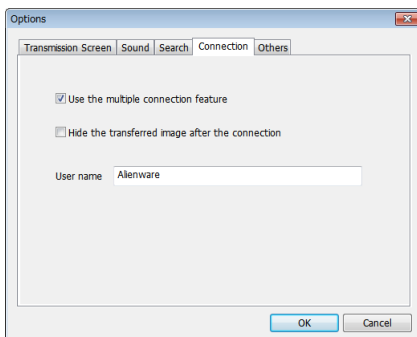 Options
Transmission Screen Sound Search Connection Others
Use the multiple connection feature
Hide the transferred image after the connection
User name Alienware
OK Cancel